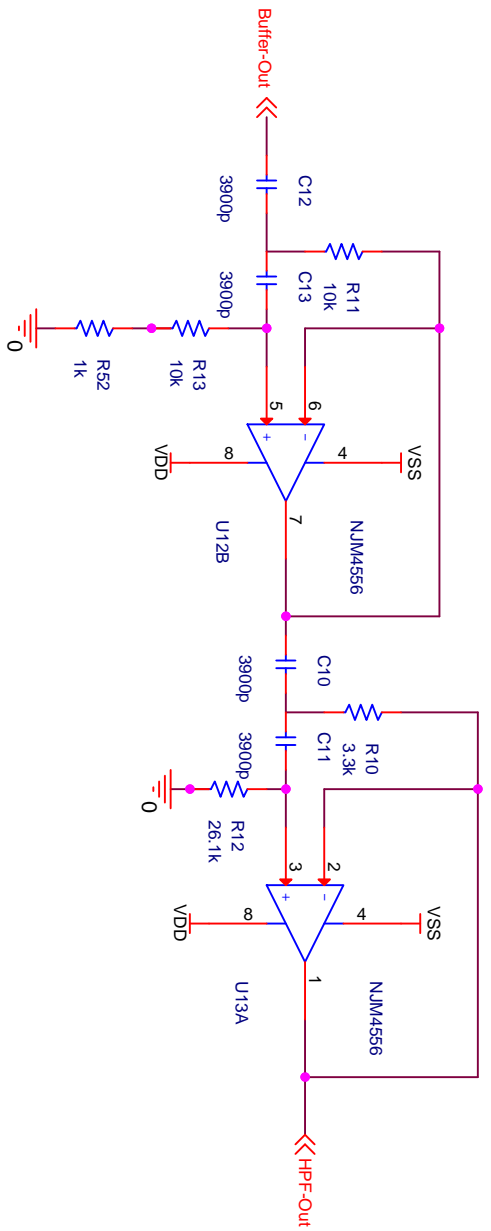 Buffer-Out
C12
3900p
R11
10k
C13
3900p
R13
10k
R52
1k
0
6
5
4
8
7
VSS
VDD
NJM4556
U12B
C10
3900p
R10
3.3k
C11
3900p
R12
26.1k
0
2
3
4
8
1
VSS
VDD
NJM4556
U13A
HPF-Out